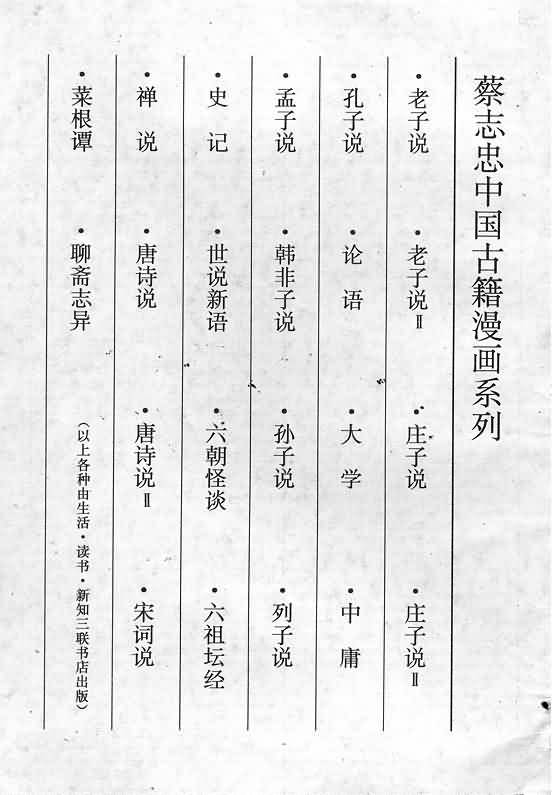 蔡志忠中国古籍漫画系列
•老子说 •老子说Ⅱ •庄子说 •庄子说Ⅱ
•孔子说 •论语 •大学 •中庸
•孟子说 •韩非子说 •孙子说 •列子说
•史记 •世说新语 •六朝怪谈 •六祖坛经
•禅说 •唐诗说 •唐诗说Ⅱ •宋词说
•菜根谭 •聊斋志异 (以上各种由生活·读书·新知三联书店出版)